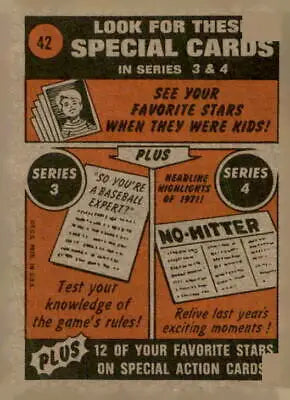 42
LOOK FOR THES
SPECIAL CARDS
IN SERIES 3 & 4
SEE YOUR
FAVORITE STARS
WHEN THEY WERE KIDS!
PLUS
SERIES
3
"SO YOU'RE
A BASEBALL
EXPERT?"
Test your
knowledge of
the game's rules!
HEADLINE
HIGHLIGHTS
OF 1971!
SERIES
4
NO-HITTER
Relive last year's
exciting moments!
PLUS
12 OF YOUR FAVORITE STARS
ON SPECIAL ACTION CARDS